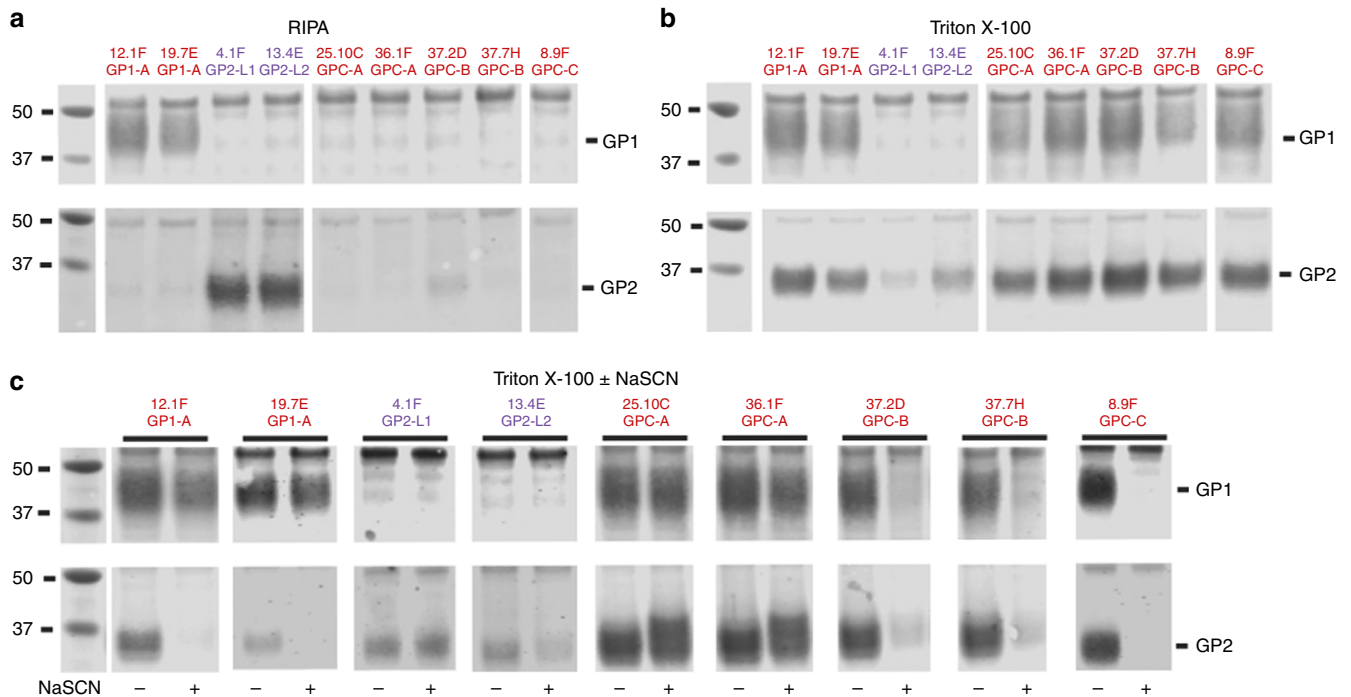 a
RIPA
12.1F 19.7E 4.1F 13.4E 25.10C 36.1F 37.2D 37.7H 8.9F
GP1-A GP1-A GP2-L1 GP2-L2 GPC-A GPC-A GPC-B GPC-B GPC-C
50
GP1
37
50
37
GP2
b
Triton X-100
12.1F 19.7E 4.1F 13.4E 25.10C 36.1F 37.2D 37.7H 8.9F
GP1-A GP1-A GP2-L1 GP2-L2 GPC-A GPC-A GPC-B GPC-B GPC-C
50
GP1
37
50
37
GP2
c
Triton X-100 ± NaSCN
12.1F 19.7E 4.1F 13.4E 25.10C 36.1F 37.2D 37.7H 8.9F
GP1-A GP1-A GP2-L1 GP2-L2 GPC-A GPC-A GPC-B GPC-B GPC-C
50
GP1
37
50
37
GP2
NaSCN – + – + – + – + – + – + – + – + – +